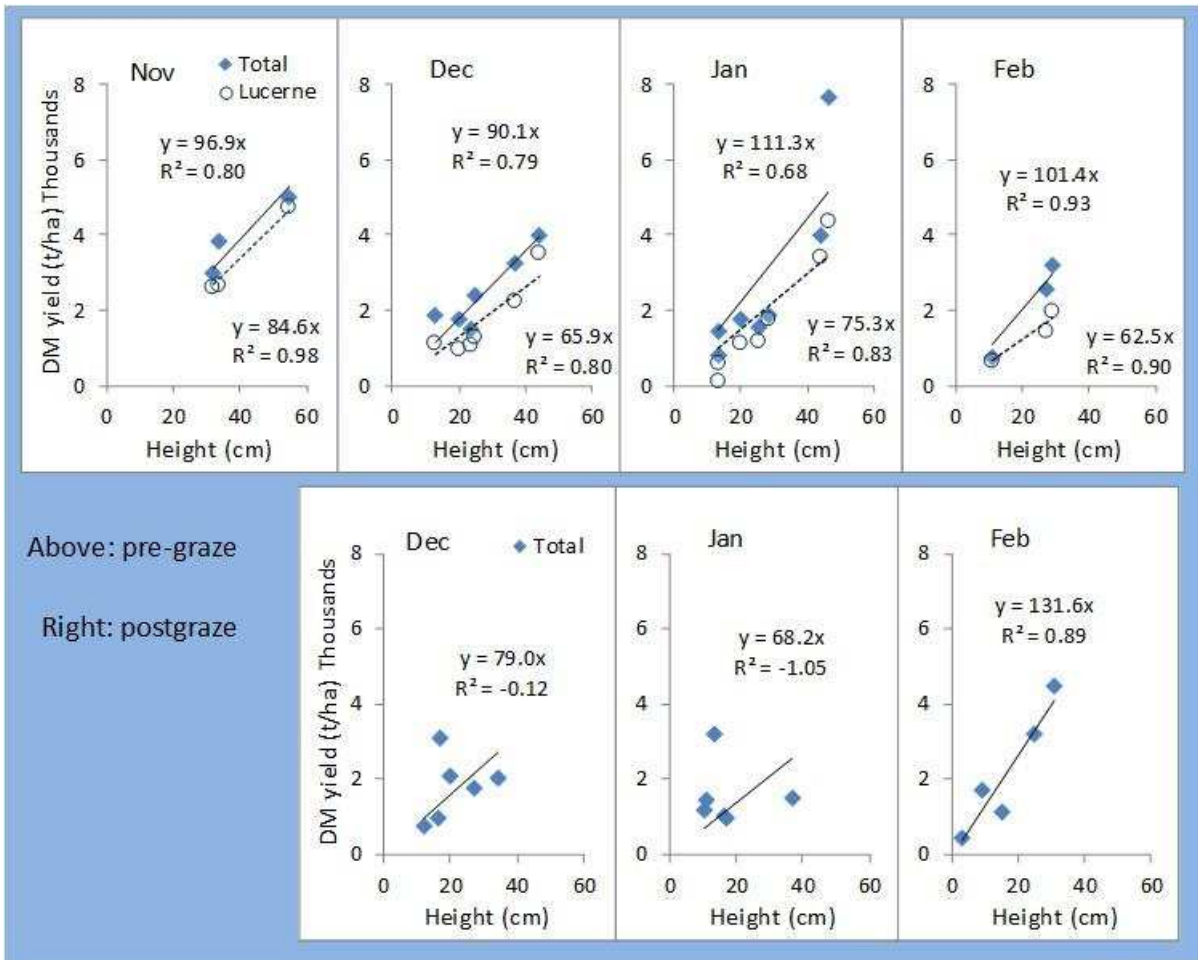 Nov
Total
Lucerne
DM yield (t/ha) Thousands
8
6
4
2
0
y = 96.9x
R² = 0.80
y = 84.6x
R² = 0.98
0 20 40 60
Height (cm)
Dec
8
6
4
2
0
y = 90.1x
R² = 0.79
y = 65.9x
R² = 0.80
0 20 40 60
Height (cm)
Jan
8
6
4
2
0
y = 111.3x
R² = 0.68
y = 75.3x
R² = 0.83
0 20 40 60
Height (cm)
Feb
8
6
4
2
0
y = 101.4x
R² = 0.93
y = 62.5x
R² = 0.90
0 20 40 60
Height (cm)
Above: pre-graze
Right: postgraze
Dec
Total
DM yield (t/ha) Thousands
8
6
4
2
0
y = 79.0x
R² = -0.12
0 20 40 60
Height (cm)
Jan
DM yield (t/ha) Thousands
8
6
4
2
0
y = 68.2x
R² = -1.05
0 20 40 60
Height (cm)
Feb
8
6
4
2
0
y = 131.6x
R² = 0.89
0 20 40 60
Height (cm)